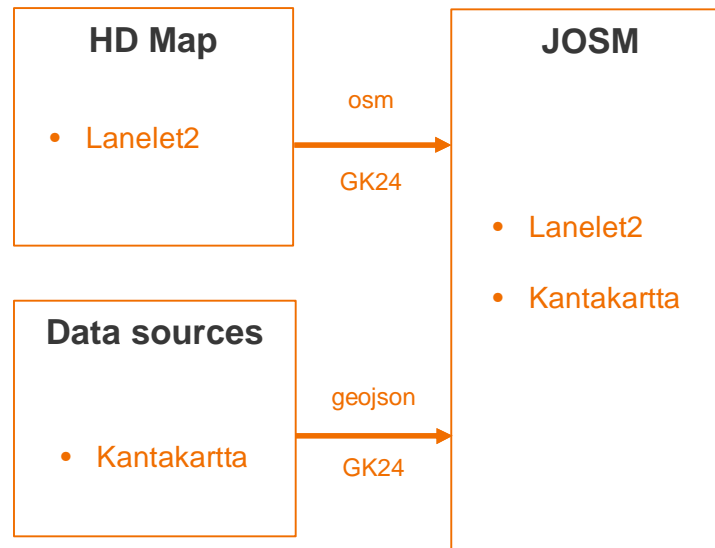 HD Map
• Lanelet2
osm
GK24
Data sources
• Kantakartta
geojson
GK24
JOSM
• Lanelet2
• Kantakartta